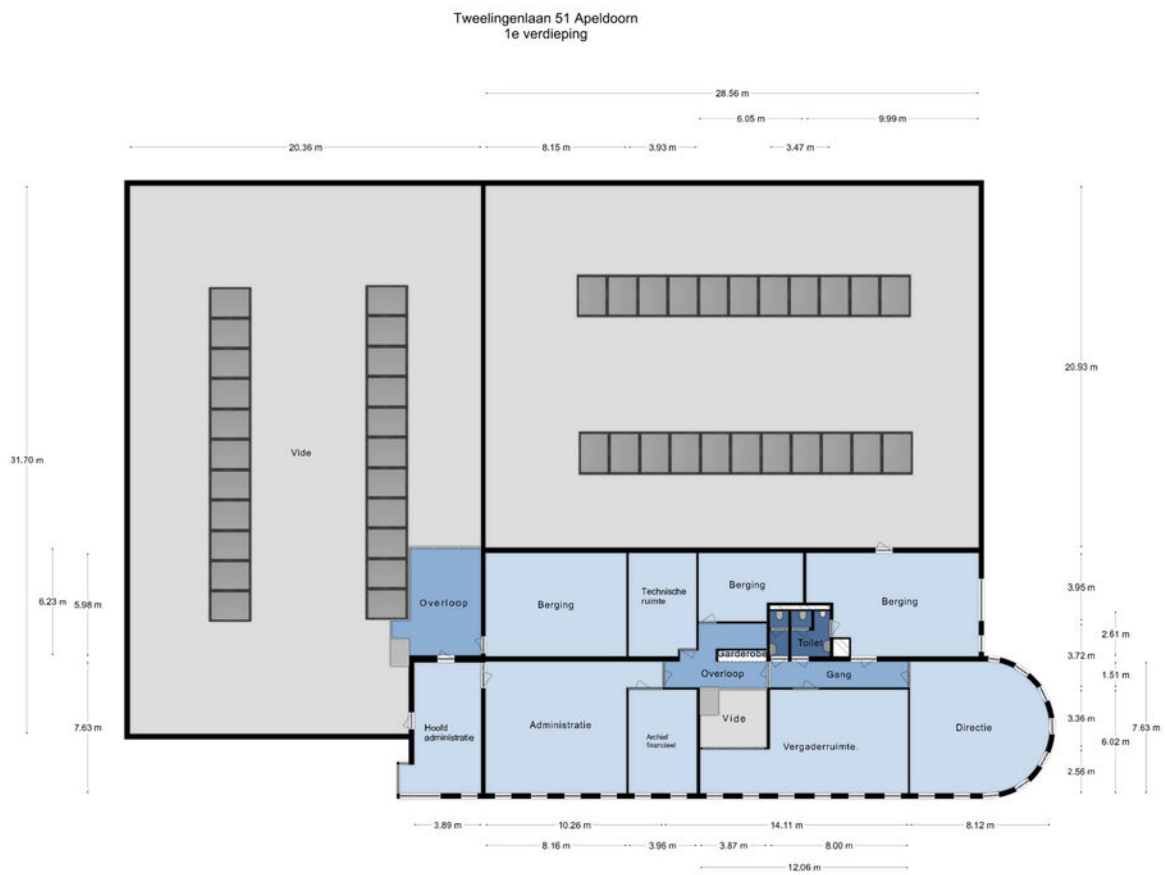 Tweelingenlaan 51 Apeldoorn
1e verdieping
28.56 m
6.05 m
9.99 m
20.36 m
8.15 m
3.93 m
3.47 m
20.93 m
Vide
31.70 m
3.95 m
6.23 m
5.98 m
Overloop
Berging
Technische
ruimte
Berging
Berging
2.61 m
Toilet
Garderobe
3.72 m
Overloop
Gang
1.51 m
7.63 m
Hoofd
administratie
Administratie
Archief
financieel
Vide
Vergaderruimte.
Directie
3.36 m
6.02 m
7.63 m
2.56 m
3.89 m
10.26 m
14.11 m
8.12 m
8.16 m
3.96 m
3.87 m
8.00 m
12.06 m